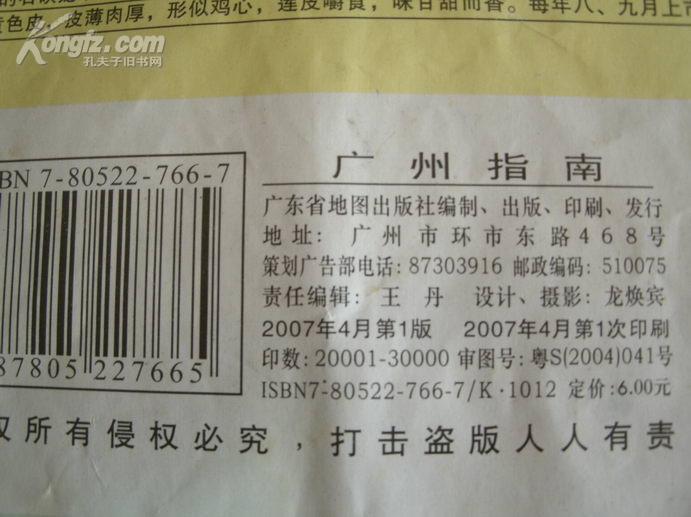 黄色皮，皮薄肉厚，形似鸡心，连皮嚼食，味甘甜而香。每年八、九月上市
Kongfz.com
孔夫子旧书网
BN 7-80522-766-7
87805 227665
广州指南
广东省地图出版社编制、出版、印刷、发行
地址：广州市环市东路468号
策划广告部电话：87303916 邮政编码：510075
责任编辑：王丹 设计、摄影：龙焕宾
2007年4月第1版 2007年4月第1次印刷
印数：20001-30000 审图号：粤S(2004)041号
ISBN7-80522-766-7/K·1012 定价：6.00元
权所有侵权必究，打击盗版人人有责